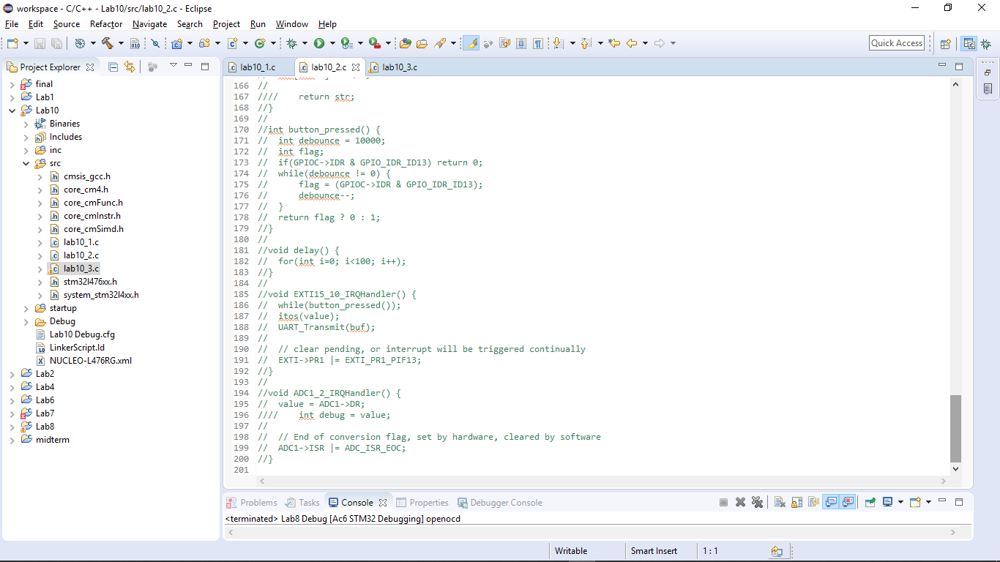 workspace - C/C++ - Lab10/src/lab10_2.c - Eclipse
File Edit Source Refactor Navigate Search Project Run Window Help
Quick Access
Project Explorer
final
Lab1
Lab10
Binaries
Includes
inc
src
cmsis_gcc.h
core_cm4.h
core_cmFunc.h
core_cmInstr.h
core_cmSimd.h
lab10_1.c
lab10_2.c
lab10_3.c
stm32l476xx.h
system_stm32l4xx.h
startup
Debug
Lab10 Debug.cfg
LinkerScript.ld
NUCLEO-L476RG.xml
Lab2
Lab4
Lab6
Lab7
Lab8
midterm
lab10_1.c lab10_2.c lab10_3.c
166 //
167 ////    return str;
168 //}
169 //
170 //int button_pressed() {
171 //  int debounce = 10000;
172 //  int flag;
173 //  if(GPIOC->IDR & GPIO_IDR_ID13) return 0;
174 //  while(debounce != 0) {
175 //      flag = (GPIOC->IDR & GPIO_IDR_ID13);
176 //      debounce--;
177 //  }
178 //  return flag ? 0 : 1;
179 //}
180 //
181 //void delay() {
182 //  for(int i=0; i<100; i++);
183 //}
184 //
185 //void EXTI15_10_IRQHandler() {
186 //  while(button_pressed());
187 //  itos(value);
188 //  UART_Transmit(buf);
189 //
190 //  // clear pending, or interrupt will be triggered continually
191 //  EXTI->PR1 |= EXTI_PR1_PIF13;
192 //}
193 //
194 //void ADC1_2_IRQHandler() {
195 //  value = ADC1->DR;
196 ////    int debug = value;
197 //
198 //  // End of conversion flag, set by hardware, cleared by software
199 //  ADC1->ISR |= ADC_ISR_EOC;
200 //}
201
Problems Tasks Console Properties Debugger Console
<terminated> Lab8 Debug [Ac6 STM32 Debugging] openocd
Writable Smart Insert 1 : 1